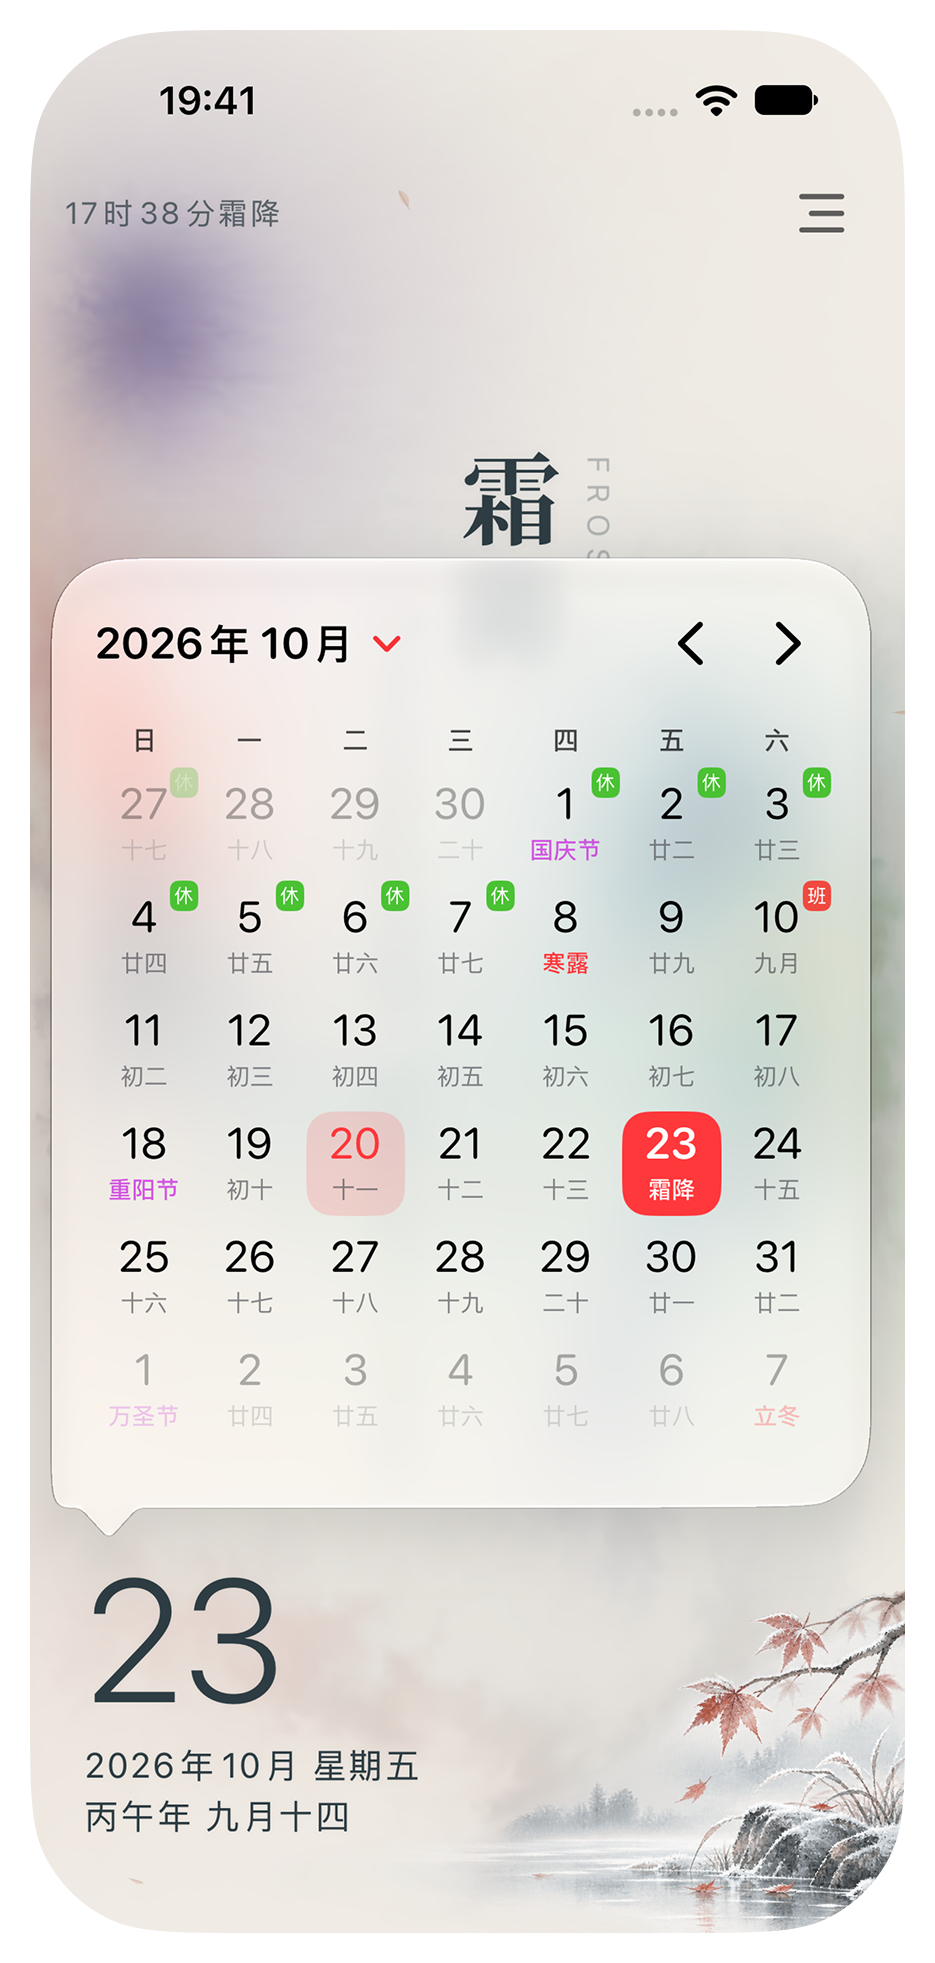 19:41
17时38分霜降
霜
FROS
2026年10月
日 一 二 三 四 五 六
27 休 28 29 30 1 休 2 休 3 休
十七 十八 十九 二十 国庆节 廿二 廿三
4 休 5 休 6 休 7 休 8 9 10 班
廿四 廿五 廿六 廿七 寒露 廿九 九月
11 12 13 14 15 16 17
初二 初三 初四 初五 初六 初七 初八
18 19 20 21 22 23 24
重阳节 初十 十一 十二 十三 霜降 十五
25 26 27 28 29 30 31
十六 十七 十八 十九 二十 廿一 廿二
1 2 3 4 5 6 7
万圣节 廿四 廿五 廿六 廿七 廿八 立冬
23
2026年10月 星期五
丙午年 九月十四